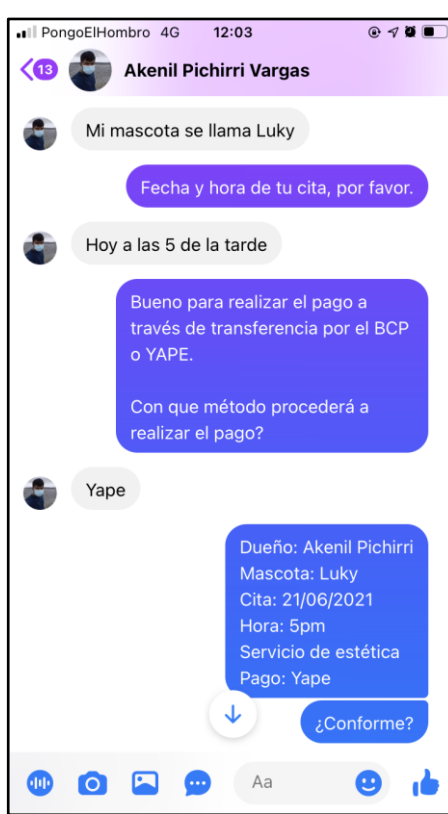 PongoElHombro 4G 12:03
13 Akenil Pichirri Vargas
Mi mascota se llama Luky
Fecha y hora de tu cita, por favor.
Hoy a las 5 de la tarde
Bueno para realizar el pago a
través de transferencia por el BCP
o YAPE.
Con que método procederá a
realizar el pago?
Yape
Dueño: Akenil Pichirri
Mascota: Luky
Cita: 21/06/2021
Hora: 5pm
Servicio de estética
Pago: Yape
¿Conforme?
Aa